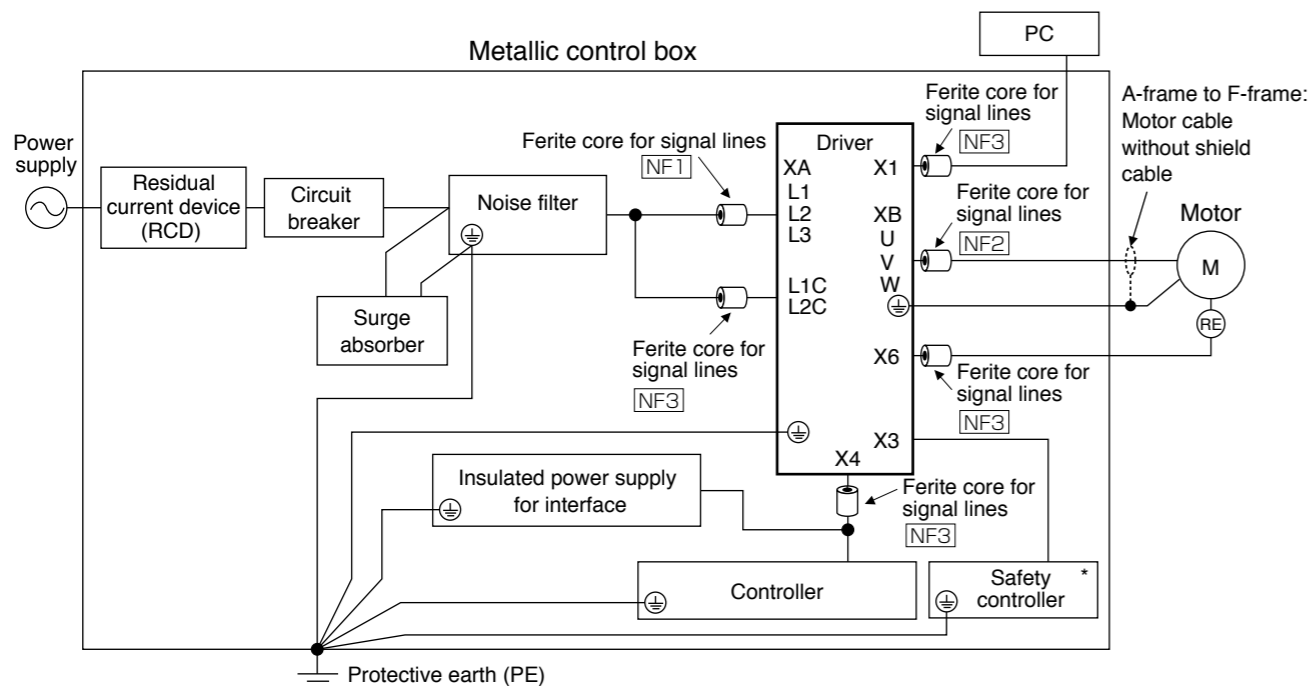 PC
Metallic control box
Power
supply
Residual
current device
(RCD)
Circuit
breaker
Surge
absorber
Noise filter
Ferite core for signal lines
NF1
Ferite core for
signal lines
NF3
Driver
XA
L1
L2
L3
L1C
L2C
X1
XB
U
V
W
X6
X3
X4
Ferite core for
signal lines
NF3
Ferite core for
signal lines
NF2
A-frame to F-frame:
Motor cable
without shield
cable
Motor
M
RE
Ferite core for
signal lines
NF3
Ferite core for
signal lines
NF3
Insulated power supply
for interface
Controller
Safety *
controller
Protective earth (PE)